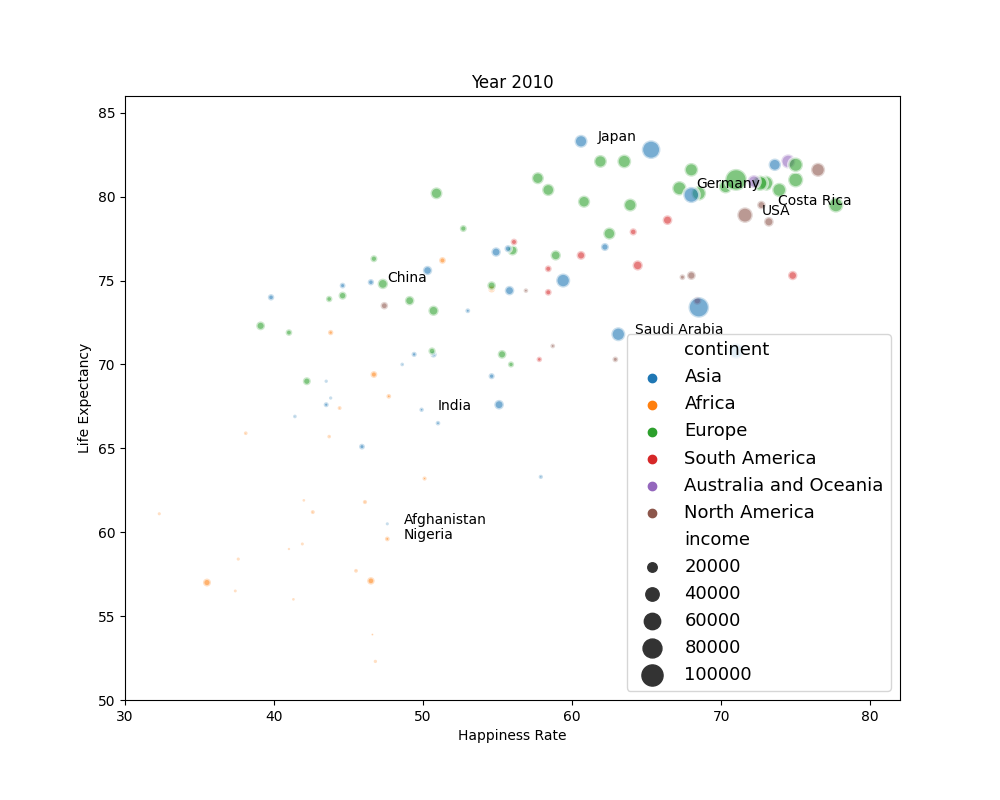 Year 2010
85
80
75
70
65
60
55
50
Life Expectancy
Japan
Germany
Costa Rica
USA
China
Saudi Arabia
India
Afghanistan
Nigeria
continent
Asia
Africa
Europe
South America
Australia and Oceania
North America
income
20000
40000
60000
80000
100000
30 40 50 60 70 80
Happiness Rate